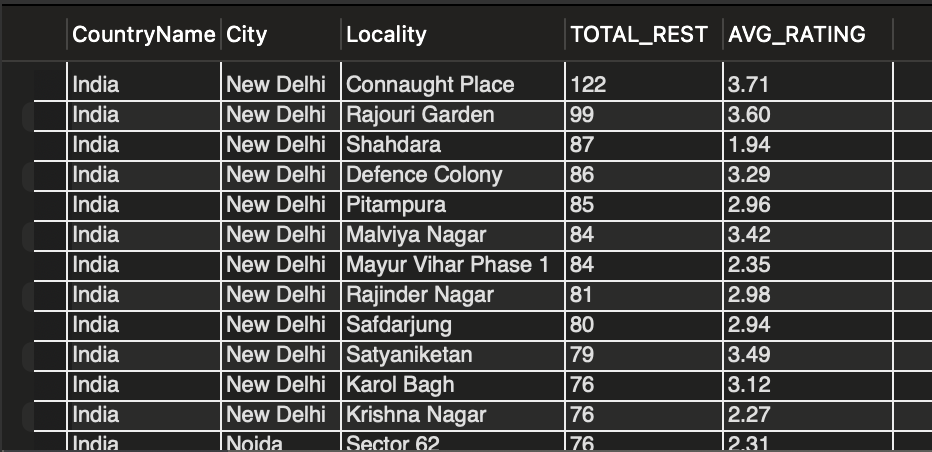 CountryName City Locality TOTAL_REST AVG_RATING
India New Delhi Connaught Place 122 3.71
India New Delhi Rajouri Garden 99 3.60
India New Delhi Shahdara 87 1.94
India New Delhi Defence Colony 86 3.29
India New Delhi Pitampura 85 2.96
India New Delhi Malviya Nagar 84 3.42
India New Delhi Mayur Vihar Phase 1 84 2.35
India New Delhi Rajinder Nagar 81 2.98
India New Delhi Safdarjung 80 2.94
India New Delhi Satyaniketan 79 3.49
India New Delhi Karol Bagh 76 3.12
India New Delhi Krishna Nagar 76 2.27
India Noida Sector 62 76 2.31